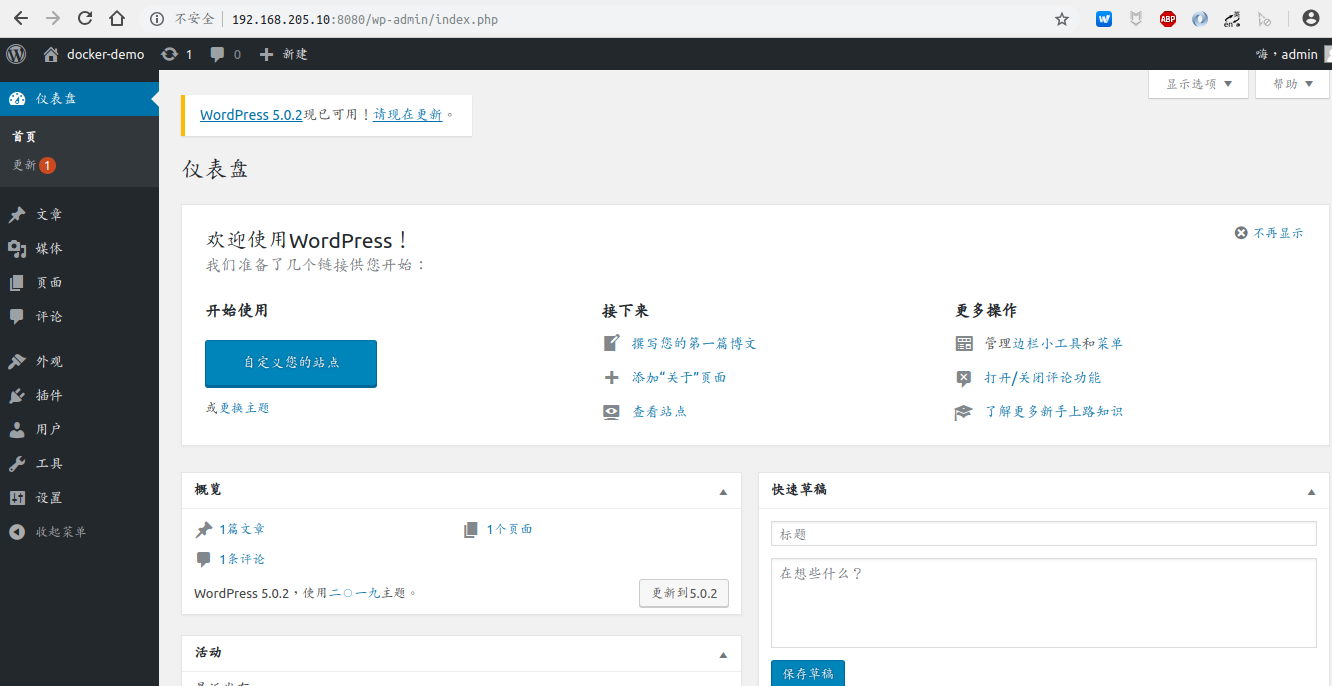 不安全 192.168.205.10:8080/wp-admin/index.php
ABP
docker-demo 1 0 新建 嗨，admin
显示选项 帮助
仪表盘
首页
更新 1
文章
媒体
页面
评论
外观
插件
用户
工具
设置
收起菜单
WordPress 5.0.2现已可用！请现在更新。
仪表盘
欢迎使用WordPress！
我们准备了几个链接供您开始：
不再显示
开始使用
自定义您的站点
或更换主题
接下来
撰写您的第一篇博文
添加“关于”页面
查看站点
更多操作
管理边栏小工具和菜单
打开/关闭评论功能
了解更多新手上路知识
概览
1篇文章
1个页面
1条评论
WordPress 5.0.2，使用二〇一九主题。
更新到5.0.2
活动
快速草稿
标题
在想些什么？
保存草稿